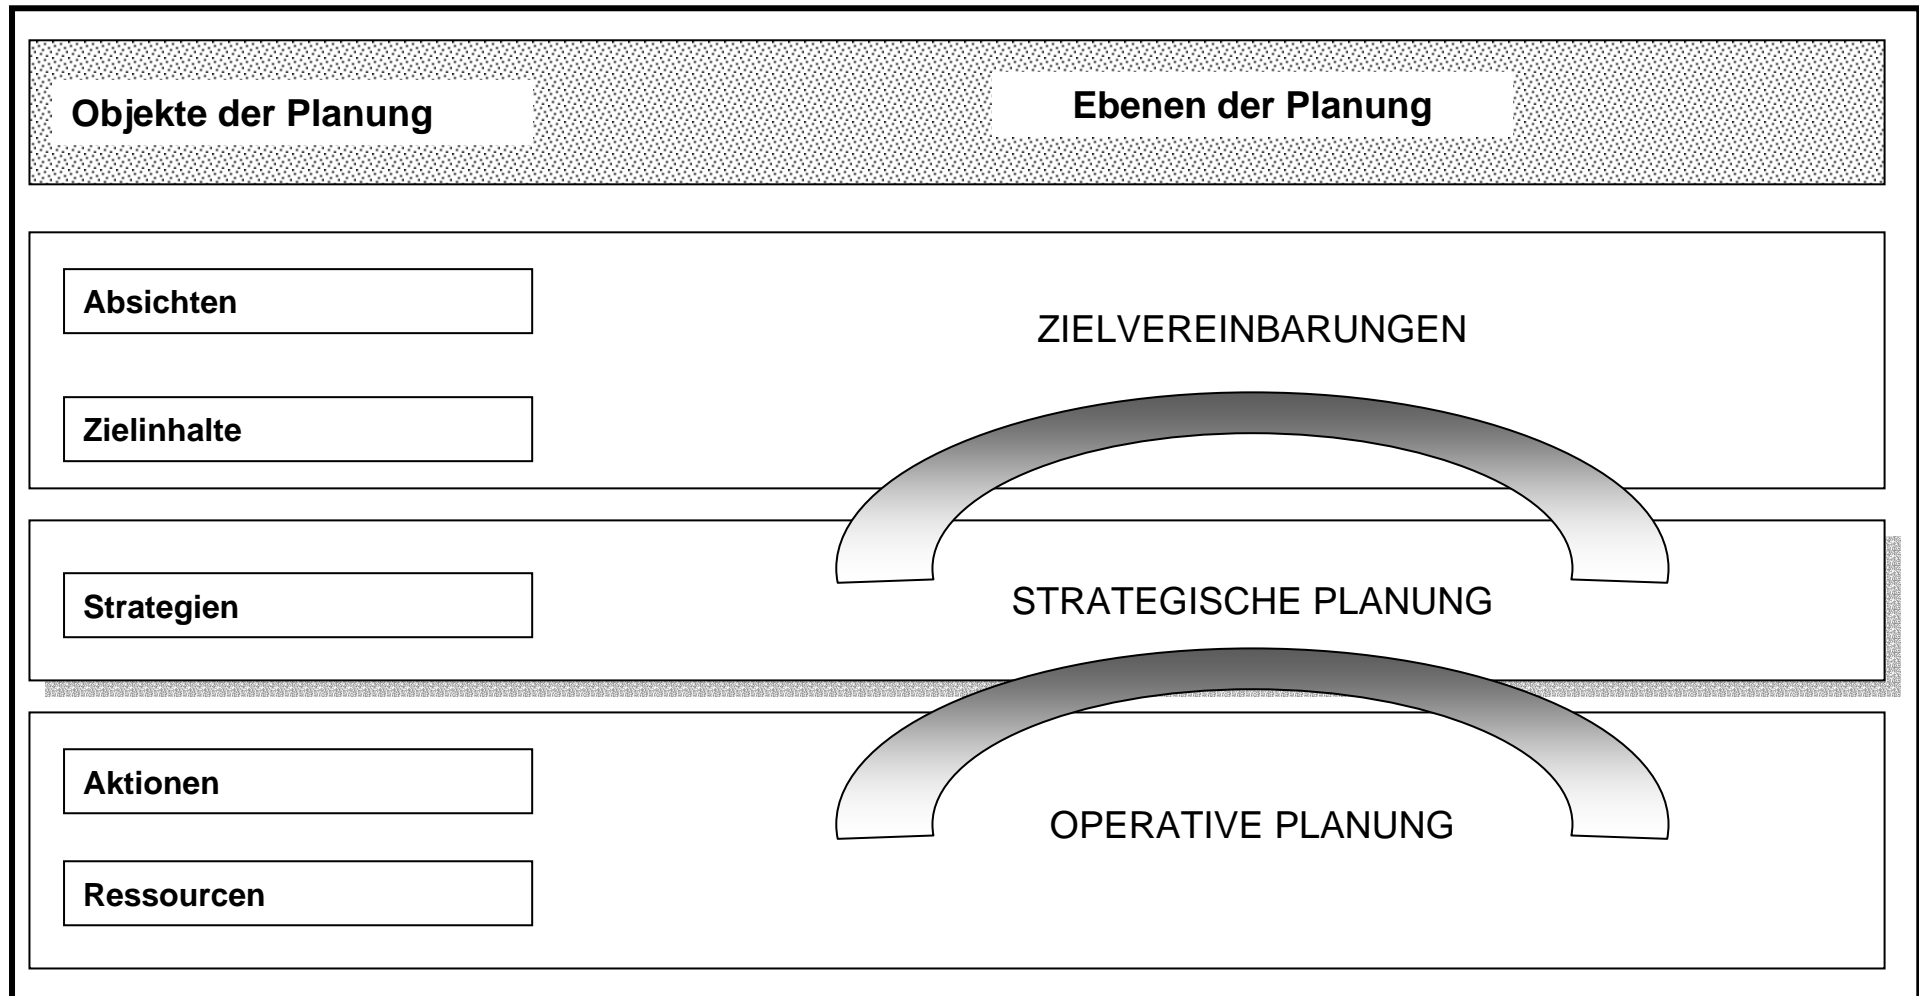 Objekte der Planung
Ebenen der Planung
Absichten
ZIELVEREINBARUNGEN
Zielinhalte
Strategien
STRATEGISCHE PLANUNG
Aktionen
OPERATIVE PLANUNG
Ressourcen